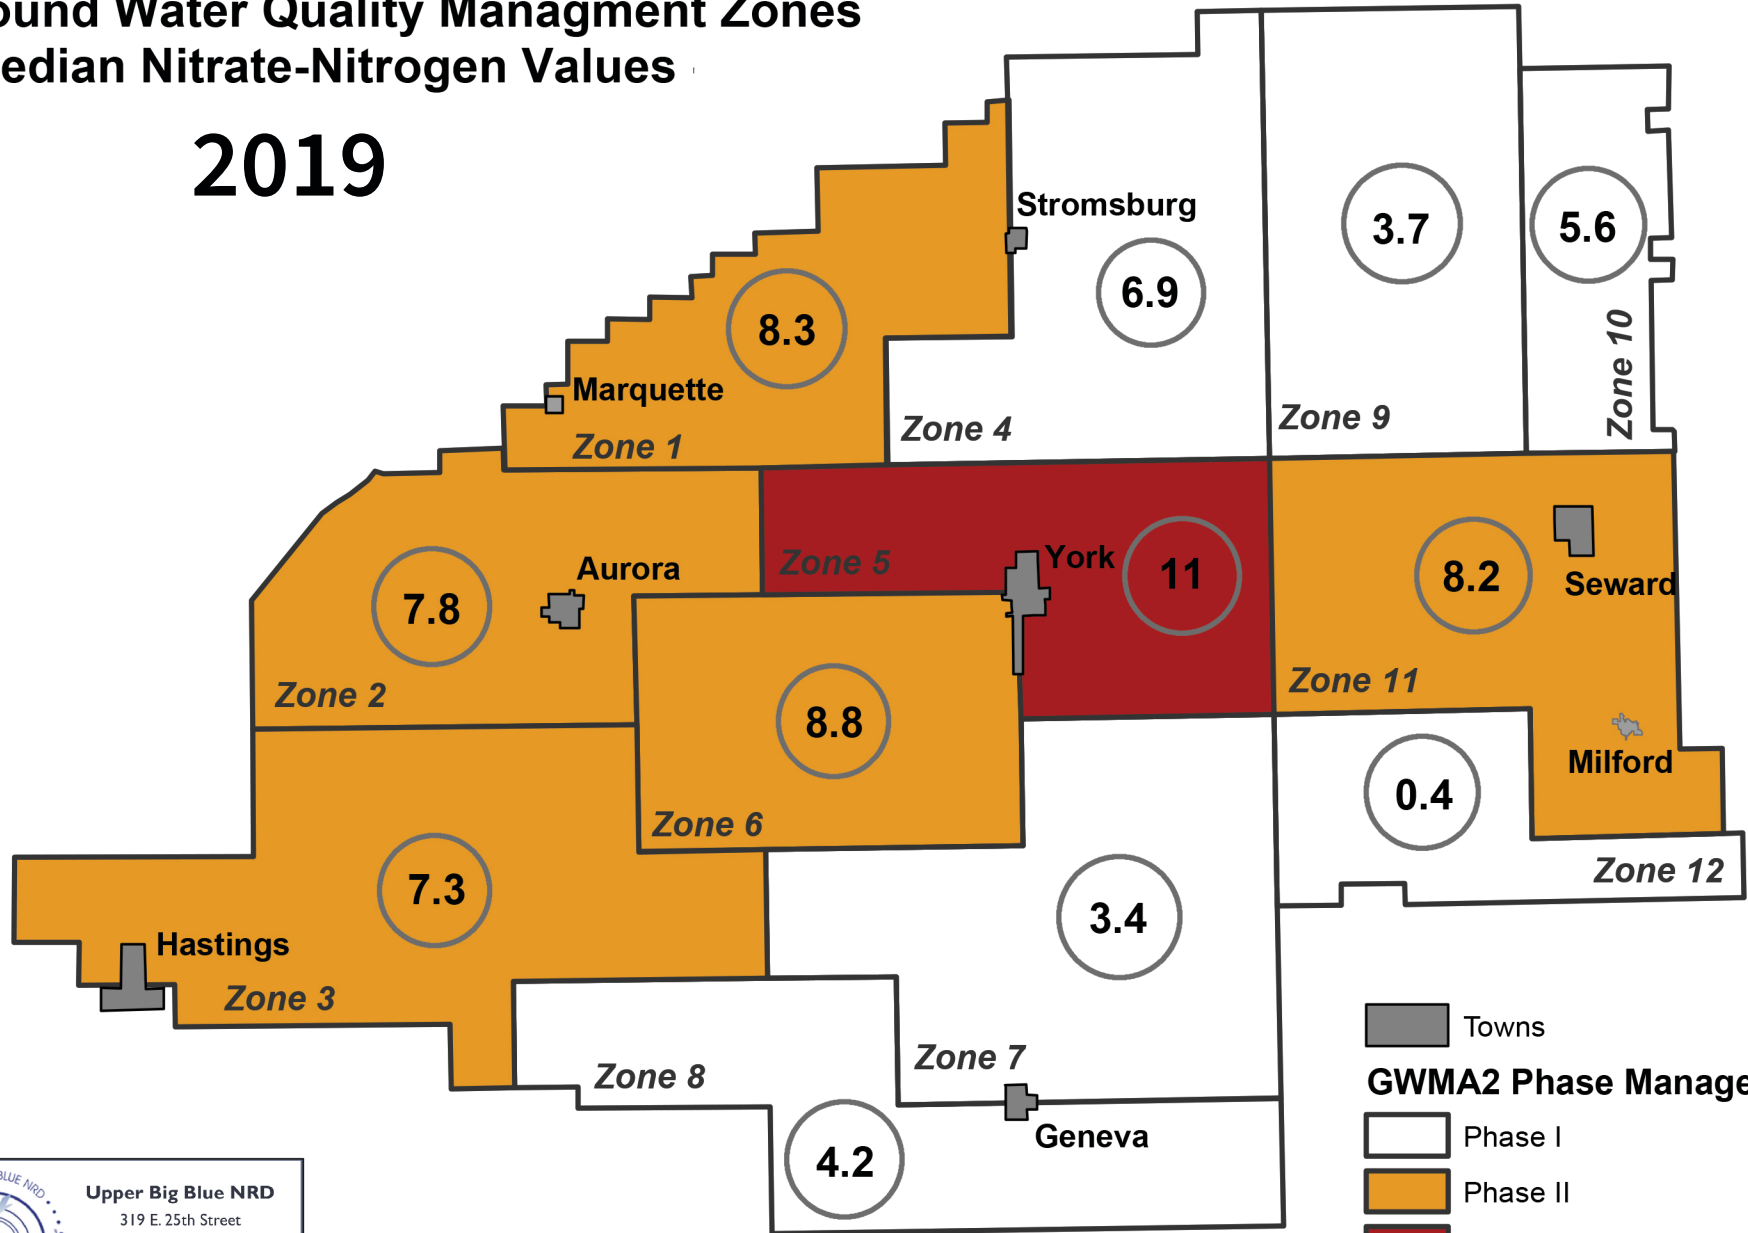 ound Water Quality Managment Zones
edian Nitrate-Nitrogen Values
2019
Stromsburg
3.7
5.6
6.9
8.3
Zone 10
Marquette
Zone 1
Zone 4
Zone 9
Zone 5
York
11
8.2
Seward
Aurora
7.8
Zone 2
Zone 11
8.8
Milford
0.4
Zone 6
Zone 12
7.3
3.4
Hastings
Zone 3
Zone 7
Zone 8
Geneva
4.2
Towns
GWMA2 Phase Manage
Phase I
Phase II
BLUE NRD
Upper Big Blue NRD
319 E. 25th Street